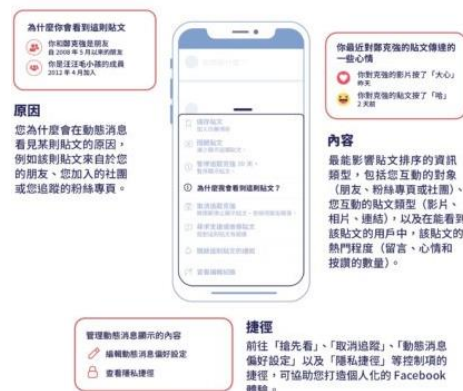 為什麼你會看到這則貼文
你和鄭克強是朋友
自 2008 年 5 月以來的朋友
你是汪汪毛小孩的成員
2012 年 4 月加入
原因
您為什麼會在動態消息
看見某則貼文的原因，
例如該則貼文來自於您
的朋友、您加入的社團
或您追蹤的粉絲專頁。
為什麼我會看到這則貼文？
你最近對鄭克強的貼文傳達的
一些心情
你對克強的影片按了「大心」
昨天
你對克強的貼文按了「哈」
2 天前
內容
最能影響貼文排序的資訊
類型，包括您互動的對象
（朋友、粉絲專頁或社團）、
您互動的貼文類型（影片、
相片、連結），以及在能看到
該貼文的用戶中，該貼文的
熱門程度（留言、心情和
按讚的數量）。
管理動態消息顯示的內容
編輯動態消息偏好設定
查看隱私捷徑
捷徑
前往「搶先看」、「取消追蹤」、「動態消息
偏好設定」以及「隱私捷徑」等控制項的
捷徑，可協助您打造個人化的 Facebook
體驗。